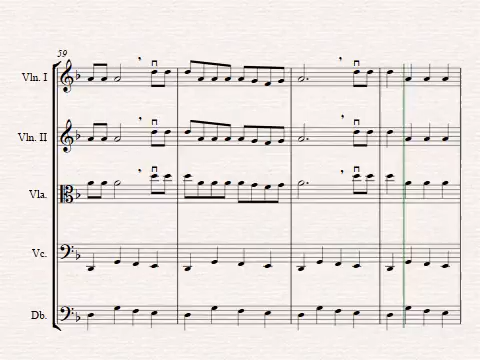 59
Vln. I
Vln. II
Vla.
Vc.
Db.